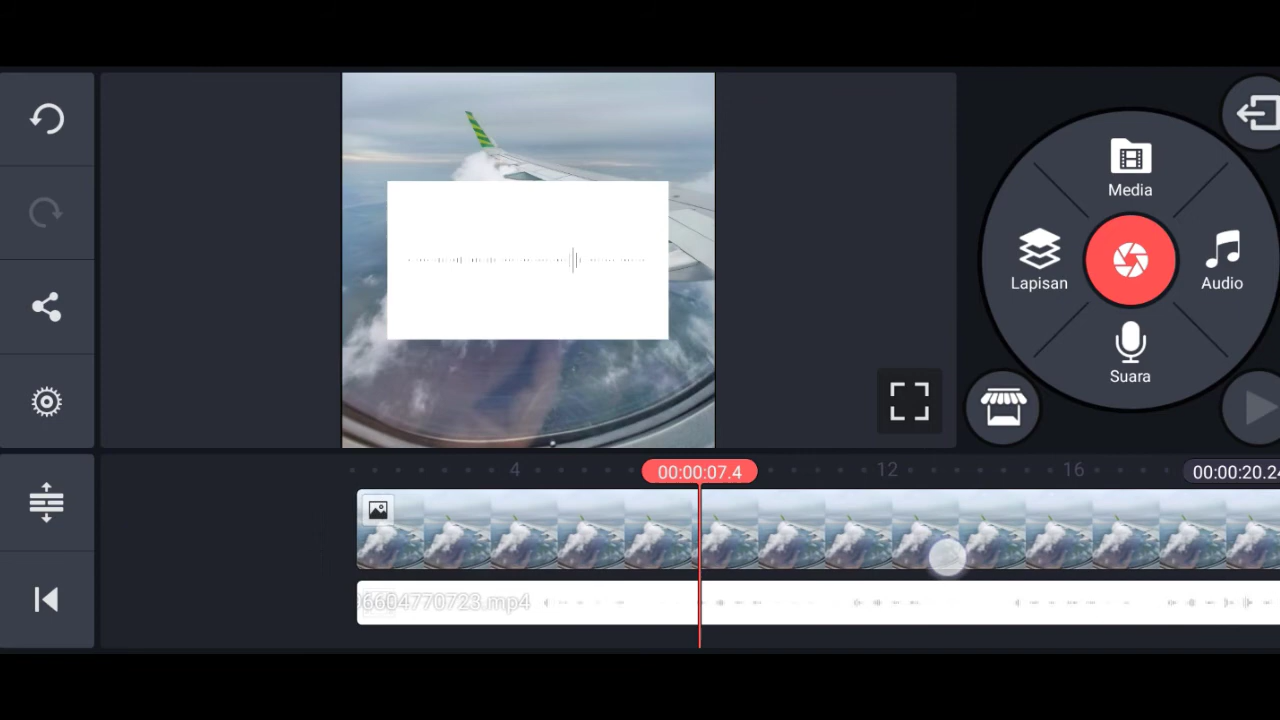 Media
Lapisan
Audio
Suara
4
00:00:07.4
12
16
00:00:20.24
6604770723.mp4